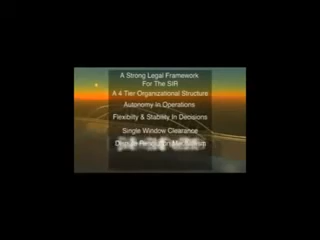 A Strong Legal Framework
For The SIR
A 4 Tier Organizational Structure
Autonomy In Operations
Flexibilty & Stability In Decisions
Single Window Clearance